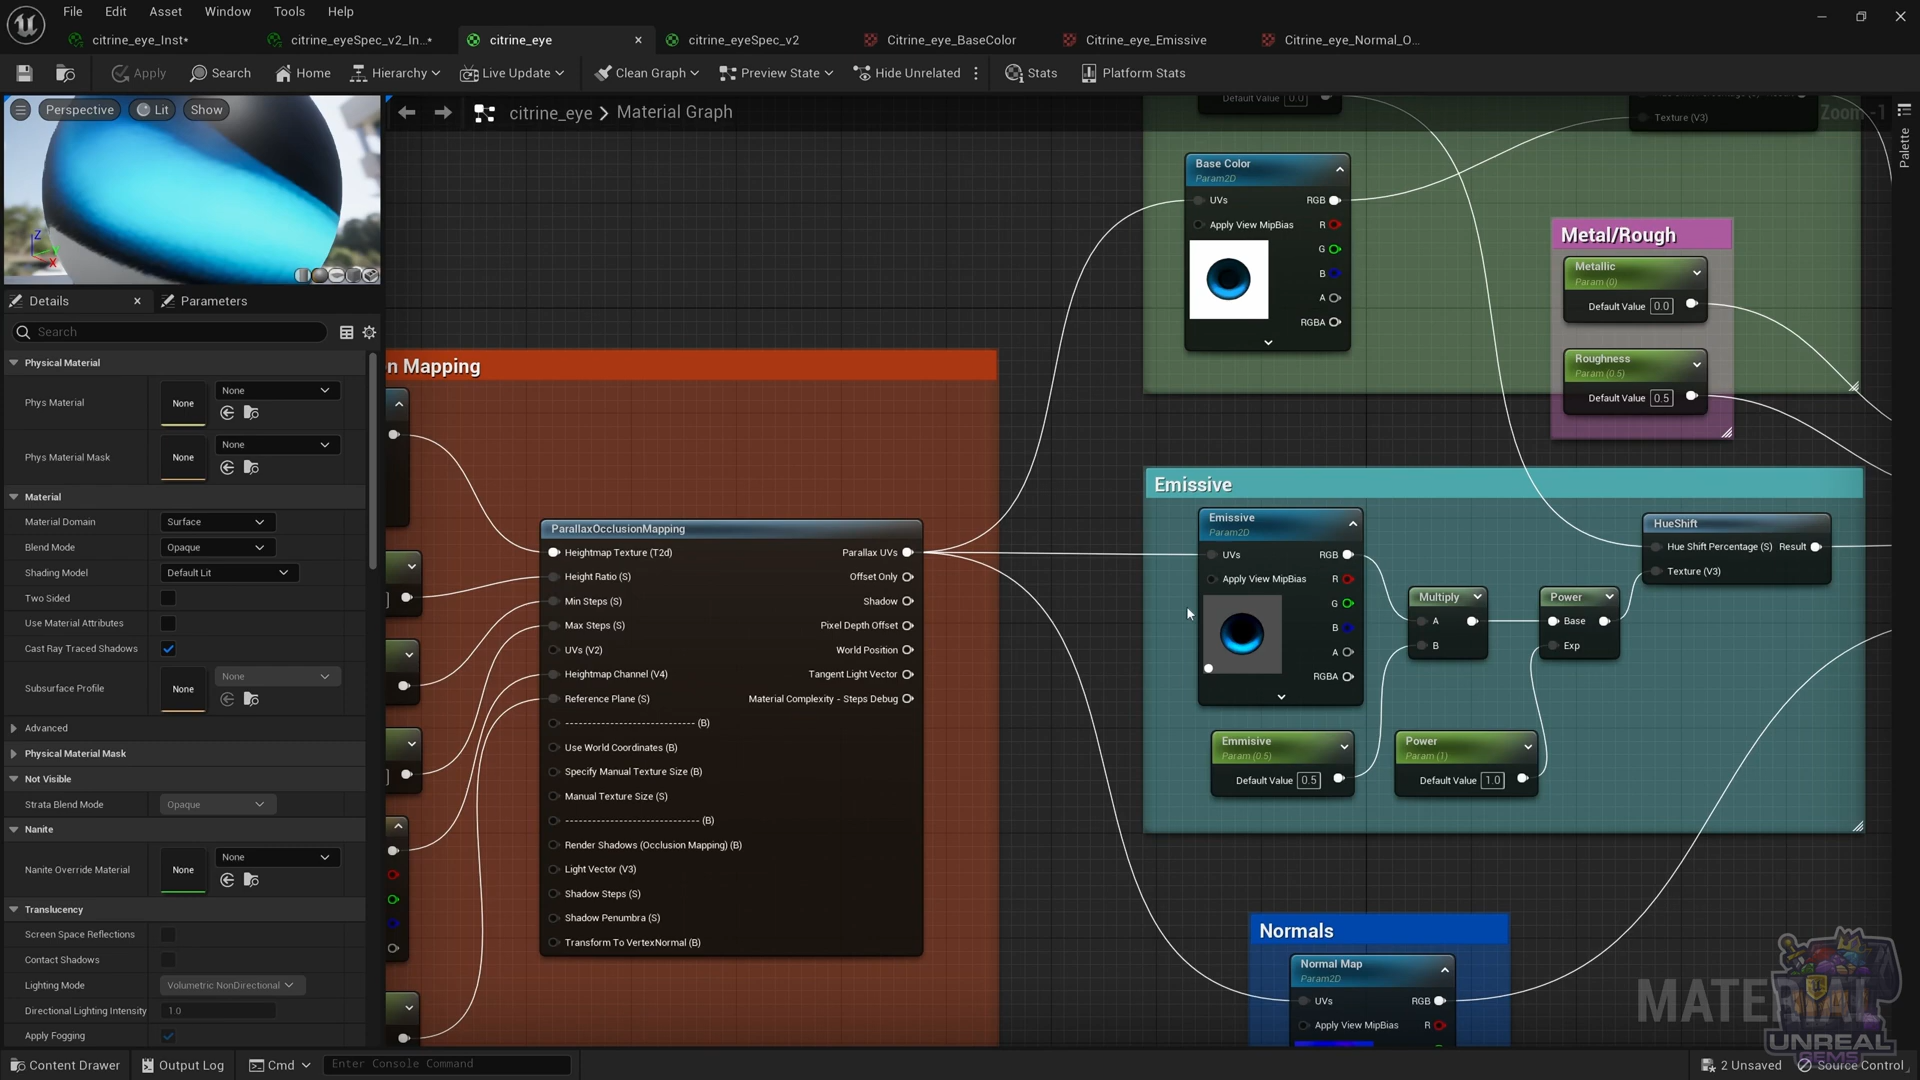 File Edit Asset Window Tools Help
citrine_eye_Inst* citrine_eyeSpec_v2_In...* citrine_eye citrine_eyeSpec_v2 Citrine_eye_BaseColor Citrine_eye_Emissive Citrine_eye_Normal_O...
Apply Search Home Hierarchy Live Update Clean Graph Preview State Hide Unrelated Stats Platform Stats
Perspective Lit Show
citrine_eye > Material Graph
Zoom -1
Palette
Default Value 0.0
Texture (V3)
Base Color
Param2D
UVs RGB
Apply View MipBias R
G
B
A
RGBA
Metal/Rough
Metallic
Param (0)
Default Value 0.0
Roughness
Param (0.5)
Default Value 0.5
Z
X
Details Parameters
Search
Physical Material
Phys Material None None
Phys Material Mask None None
Material
Material Domain Surface
Blend Mode Opaque
Shading Model Default Lit
Two Sided
Use Material Attributes
Cast Ray Traced Shadows
Subsurface Profile None None
Advanced
Physical Material Mask
Not Visible
Strata Blend Mode Opaque
Nanite
Nanite Override Material None None
Translucency
Screen Space Reflections
Contact Shadows
Lighting Mode Volumetric NonDirectional
Directional Lighting Intensity 1.0
Apply Fogging
n Mapping
ParallaxOcclusionMapping
Heightmap Texture (T2d) Parallax UVs
Height Ratio (S) Offset Only
Min Steps (S) Shadow
Max Steps (S) Pixel Depth Offset
UVs (V2) World Position
Heightmap Channel (V4) Tangent Light Vector
Reference Plane (S) Material Complexity - Steps Debug
---------------------------- (B)
Use World Coordinates (B)
Specify Manual Texture Size (B)
Manual Texture Size (S)
----------------------------- (B)
Render Shadows (Occlusion Mapping) (B)
Light Vector (V3)
Shadow Steps (S)
Shadow Penumbra (S)
Transform To VertexNormal (B)
Emissive
Emissive
Param2D
UVs RGB
Apply View MipBias R
G
B
A
RGBA
Multiply
A
B
Power
Base
Exp
HueShift
Hue Shift Percentage (S) Result
Texture (V3)
Emmisive
Param (0.5)
Default Value 0.5
Power
Param (1)
Default Value 1.0
Normals
Normal Map
Param2D
UVs RGB
Apply View MipBias R
MATERIAL
UNREAL
GEMS
Content Drawer Output Log Cmd Enter Console Command 2 Unsaved Source Control